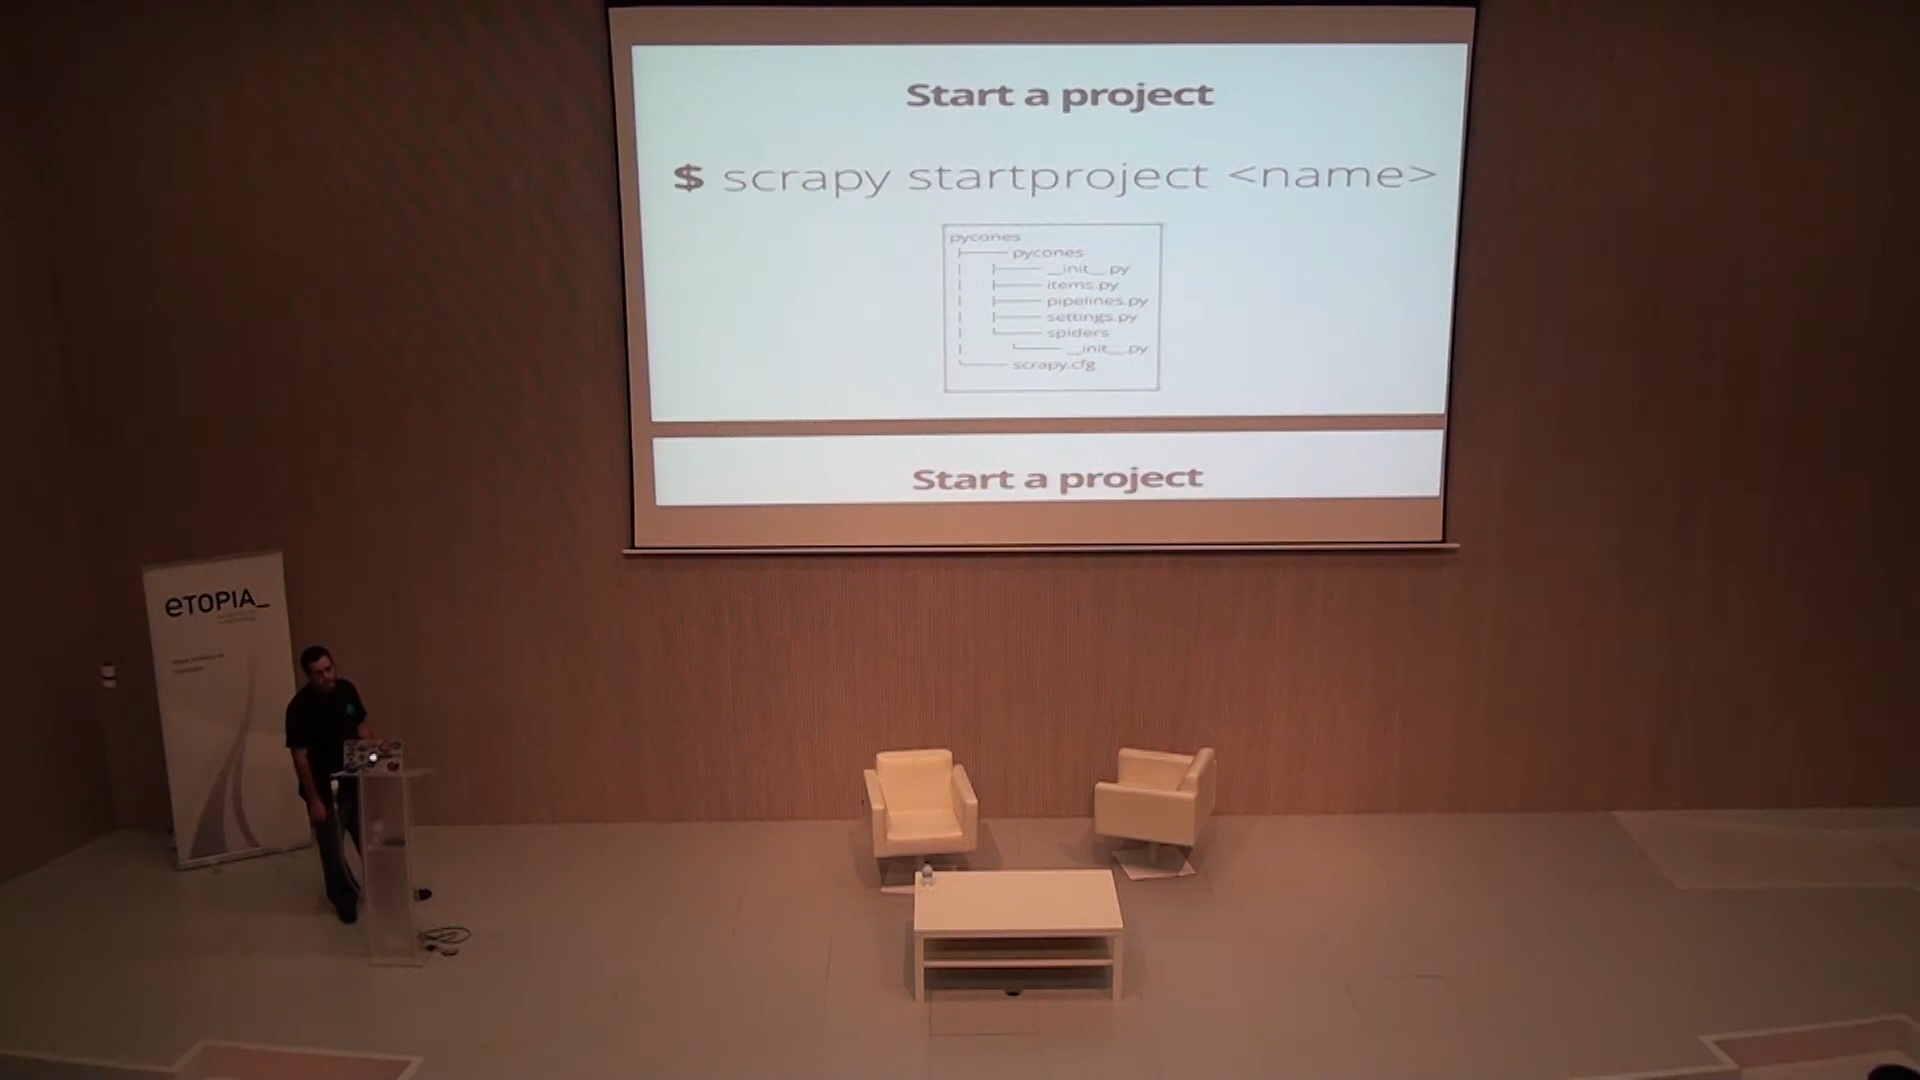 Start a project
$ scrapy startproject <name>
pycones
├── pycones
│   ├── __init__.py
│   ├── items.py
│   ├── pipelines.py
│   ├── settings.py
│   └── spiders
│       └── __init__.py
└── scrapy.cfg
Start a project
eTOPIA_